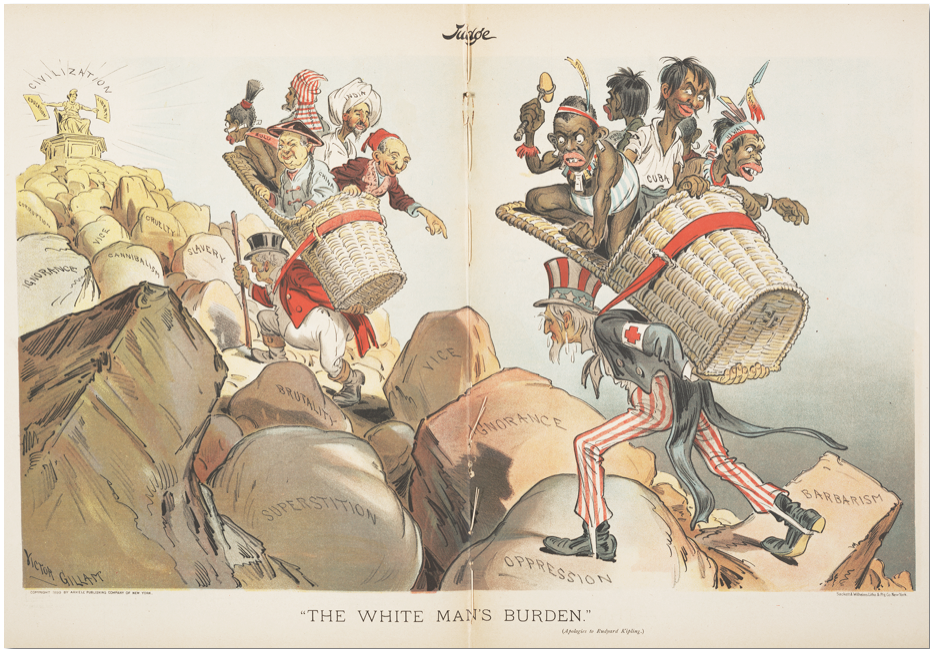 Judge
CIVILIZATION
INDIA
CUBA
CORRUPTION
VICE
CRUELTY
CANNIBALISM
SLAVERY
IGNORANCE
VICE
BRUTALITY
IGNORANCE
SUPERSTITION
BARBARISM
OPPRESSION
VICTOR GILLAM
"THE WHITE MAN'S BURDEN."
(Apologies to Rudyard Kipling.)